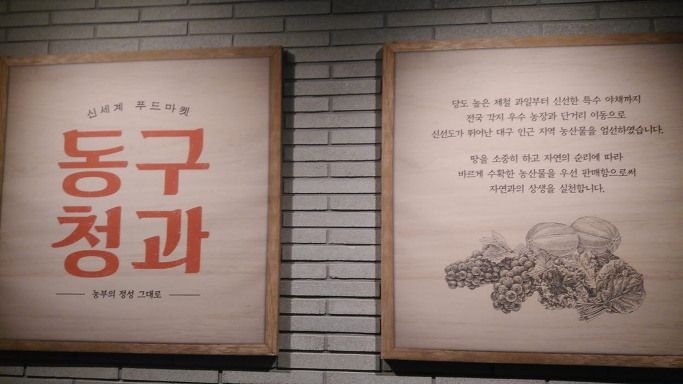 신세계 푸드마켓
동구
청과
농부의 정성 그대로
당도 높은 제철 과일부터 신선한 특수 야채까지
전국 각지 우수 농장과 단거리 이동으로
신선도가 뛰어난 대구 인근 지역 농산물을 엄선하였습니다.
땅을 소중히 하고 자연의 순리에 따라
바르게 수확한 농산물을 우선 판매함으로써
자연과의 상생을 실천합니다.